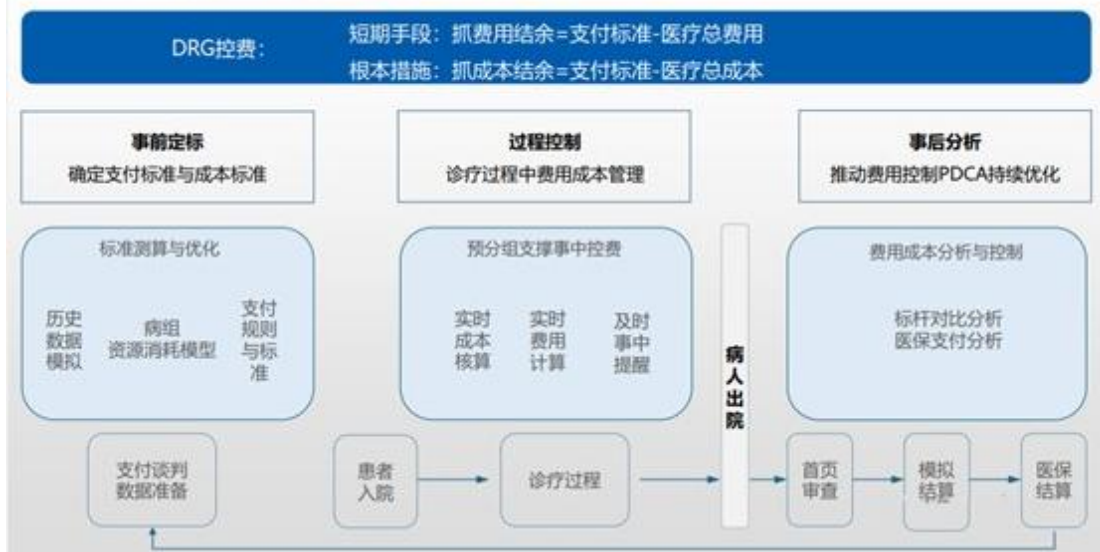 DRG控费：
短期手段：抓费用结余=支付标准-医疗总费用
根本措施：抓成本结余=支付标准-医疗总成本
事前定标
确定支付标准与成本标准
过程控制
诊疗过程中费用成本管理
事后分析
推动费用控制PDCA持续优化
标准测算与优化
历史
数据
模拟
病组
资源消耗模型
支付
规则
与标
准
预分组支撑事中控费
实时
成本
核算
实时
费用
计算
及时
事中
提醒
病
人
出
院
费用成本分析与控制
标杆对比分析
医保支付分析
支付谈判
数据准备
患者
入院
诊疗过程
首页
审查
模拟
结算
医保
结算